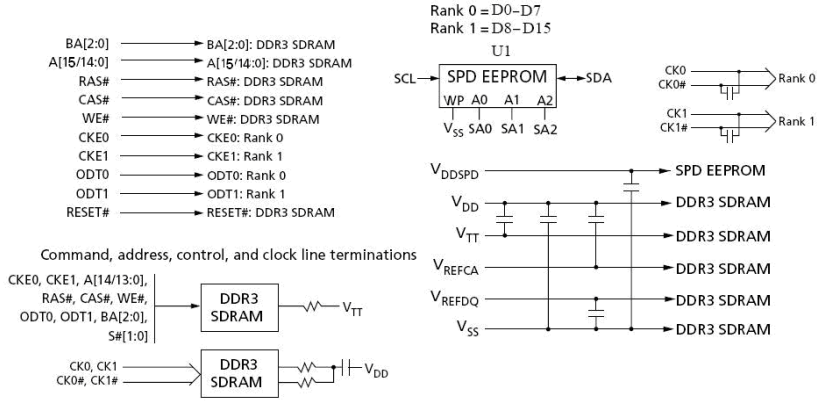 Rank 0 = D0–D7
Rank 1 = D8–D15
U1
BA[2:0] BA[2:0]: DDR3 SDRAM
A[15/14:0] A[15/14:0]: DDR3 SDRAM
RAS# RAS#: DDR3 SDRAM
CAS# CAS#: DDR3 SDRAM
WE# WE#: DDR3 SDRAM
CKE0 CKE0: Rank 0
CKE1 CKE1: Rank 1
ODT0 ODT0: Rank 0
ODT1 ODT1: Rank 1
RESET# RESET#: DDR3 SDRAM
SCL SPD EEPROM SDA
WP A0 A1 A2
VSS SA0 SA1 SA2
CK0
CK0# Rank 0
CK1
CK1# Rank 1
VDDSPD SPD EEPROM
VDD DDR3 SDRAM
VTT DDR3 SDRAM
VREFCA DDR3 SDRAM
VREFDQ DDR3 SDRAM
VSS DDR3 SDRAM
Command, address, control, and clock line terminations
CKE0, CKE1, A[14/13:0],
RAS#, CAS#, WE#,
ODT0, ODT1, BA[2:0],
S#[1:0]
DDR3
SDRAM
VTT
CK0, CK1
CK0#, CK1#
DDR3
SDRAM
VDD